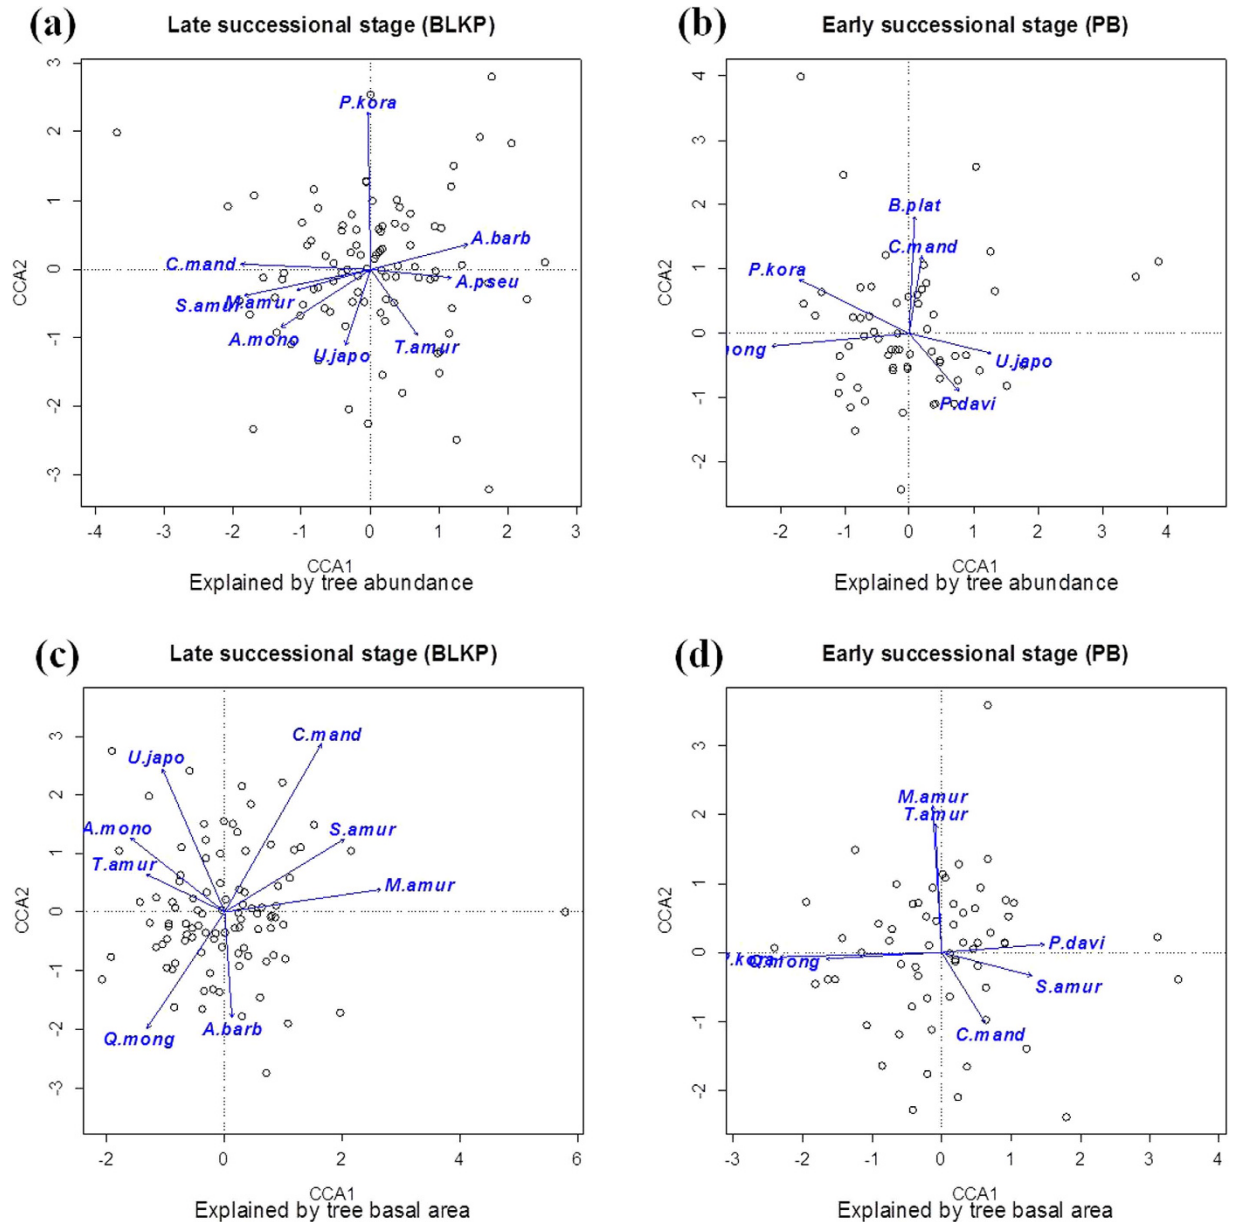 (a) Late successional stage (BLKP)
3
2
1
0
-1
-2
-3
CCA2
P.kora
A.barb
C.mand
A.pseu
S.amur
M.amur
A.mono
U.japo
T.amur
-4 -3 -2 -1 0 1 2 3
CCA1
Explained by tree abundance
(b) Early successional stage (PB)
4
3
2
1
0
-1
-2
CCA2
B.plat
C.mand
P.kora
mong
U.japo
P.davi
-2 -1 0 1 2 3 4
CCA1
Explained by tree abundance
(c) Late successional stage (BLKP)
3
2
1
0
-1
-2
-3
CCA2
C.mand
U.japo
A.mono
S.amur
T.amur
M.amur
A.barb
Q.mong
-2 0 2 4 6
CCA1
Explained by tree basal area
(d) Early successional stage (PB)
3
2
1
0
-1
-2
CCA2
M.amur
T.amur
P.davi
P.kora
Q.mong
S.amur
C.mand
-3 -2 -1 0 1 2 3 4
CCA1
Explained by tree basal area